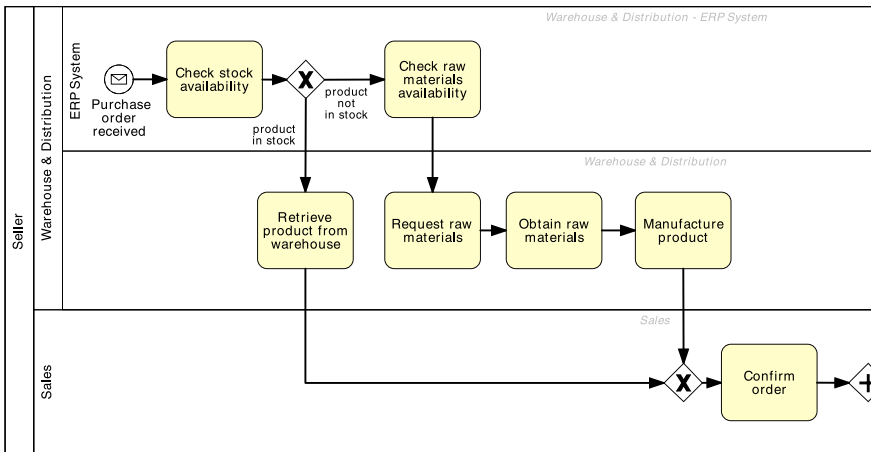 Warehouse & Distribution - ERP System
Seller
Warehouse & Distribution
ERP System
Purchase
order
received
Check stock
availability
product
not
in stock
product
in stock
Check raw
materials
availability
Warehouse & Distribution
Retrieve
product from
warehouse
Request raw
materials
Obtain raw
materials
Manufacture
product
Sales
Sales
Confirm
order